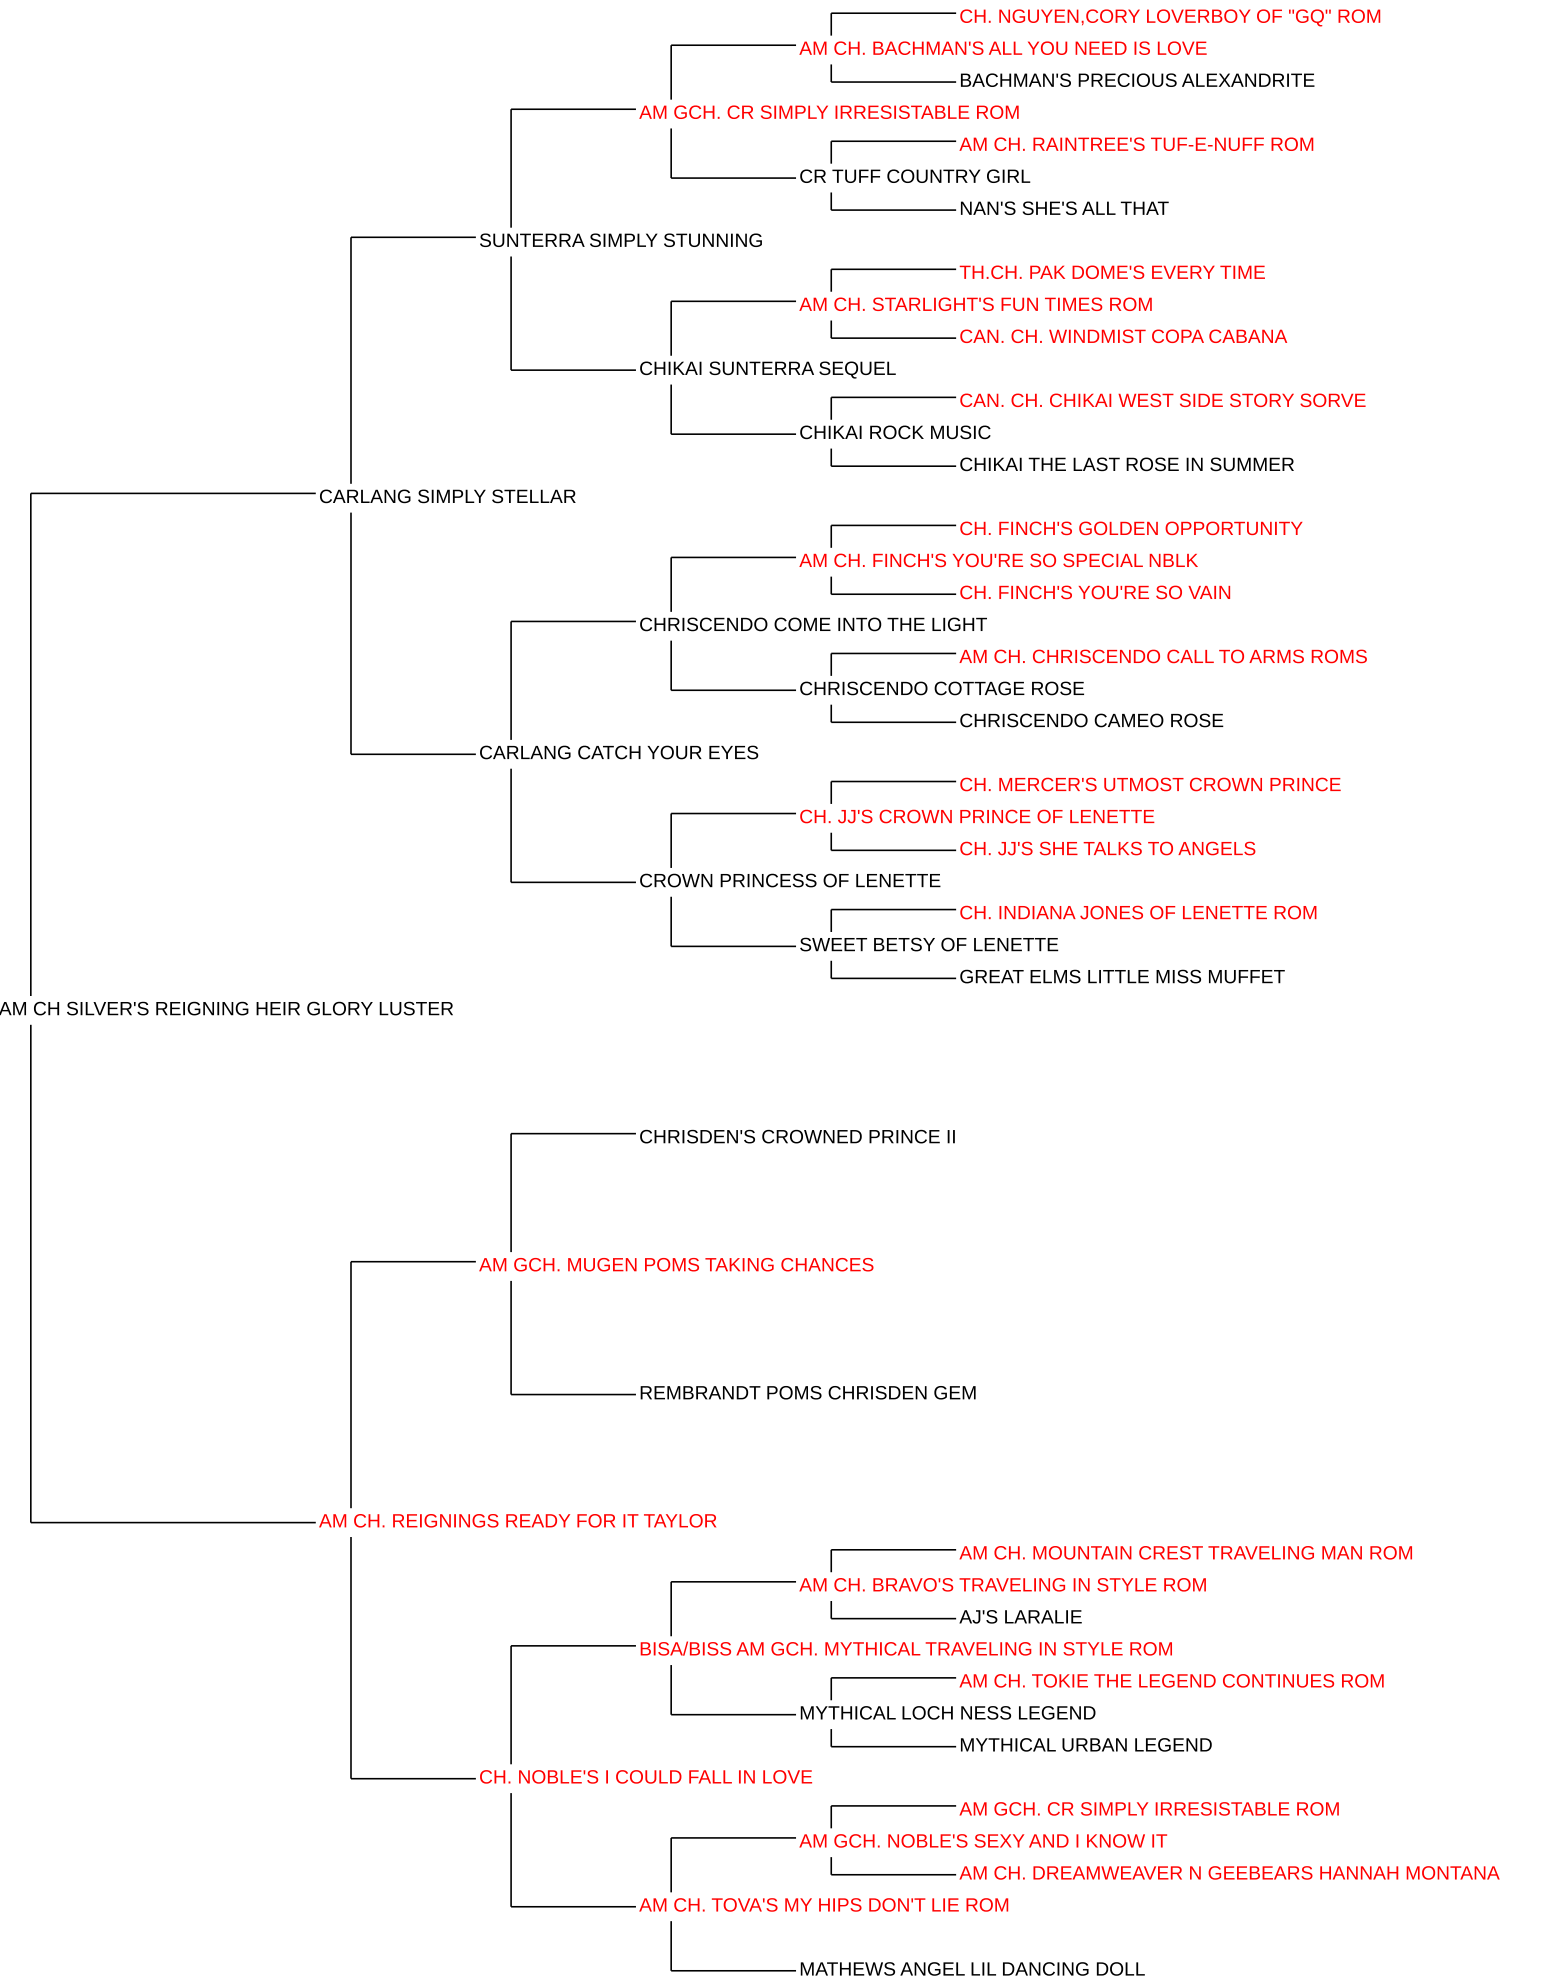 CH. NGUYEN,CORY LOVERBOY OF "GQ" ROM
AM CH. BACHMAN'S ALL YOU NEED IS LOVE
BACHMAN'S PRECIOUS ALEXANDRITE
AM GCH. CR SIMPLY IRRESISTABLE ROM
AM CH. RAINTREE'S TUF-E-NUFF ROM
CR TUFF COUNTRY GIRL
NAN'S SHE'S ALL THAT
SUNTERRA SIMPLY STUNNING
TH.CH. PAK DOME'S EVERY TIME
AM CH. STARLIGHT'S FUN TIMES ROM
CAN. CH. WINDMIST COPA CABANA
CHIKAI SUNTERRA SEQUEL
CAN. CH. CHIKAI WEST SIDE STORY SORVE
CHIKAI ROCK MUSIC
CHIKAI THE LAST ROSE IN SUMMER
CARLANG SIMPLY STELLAR
CH. FINCH'S GOLDEN OPPORTUNITY
AM CH. FINCH'S YOU'RE SO SPECIAL NBLK
CH. FINCH'S YOU'RE SO VAIN
CHRISCENDO COME INTO THE LIGHT
AM CH. CHRISCENDO CALL TO ARMS ROMS
CHRISCENDO COTTAGE ROSE
CHRISCENDO CAMEO ROSE
CARLANG CATCH YOUR EYES
CH. MERCER'S UTMOST CROWN PRINCE
CH. JJ'S CROWN PRINCE OF LENETTE
CH. JJ'S SHE TALKS TO ANGELS
CROWN PRINCESS OF LENETTE
CH. INDIANA JONES OF LENETTE ROM
SWEET BETSY OF LENETTE
GREAT ELMS LITTLE MISS MUFFET
AM CH SILVER'S REIGNING HEIR GLORY LUSTER
CHRISDEN'S CROWNED PRINCE II
AM GCH. MUGEN POMS TAKING CHANCES
REMBRANDT POMS CHRISDEN GEM
AM CH. REIGNINGS READY FOR IT TAYLOR
AM CH. MOUNTAIN CREST TRAVELING MAN ROM
AM CH. BRAVO'S TRAVELING IN STYLE ROM
AJ'S LARALIE
BISA/BISS AM GCH. MYTHICAL TRAVELING IN STYLE ROM
AM CH. TOKIE THE LEGEND CONTINUES ROM
MYTHICAL LOCH NESS LEGEND
MYTHICAL URBAN LEGEND
CH. NOBLE'S I COULD FALL IN LOVE
AM GCH. CR SIMPLY IRRESISTABLE ROM
AM GCH. NOBLE'S SEXY AND I KNOW IT
AM CH. DREAMWEAVER N GEEBEARS HANNAH MONTANA
AM CH. TOVA'S MY HIPS DON'T LIE ROM
MATHEWS ANGEL LIL DANCING DOLL